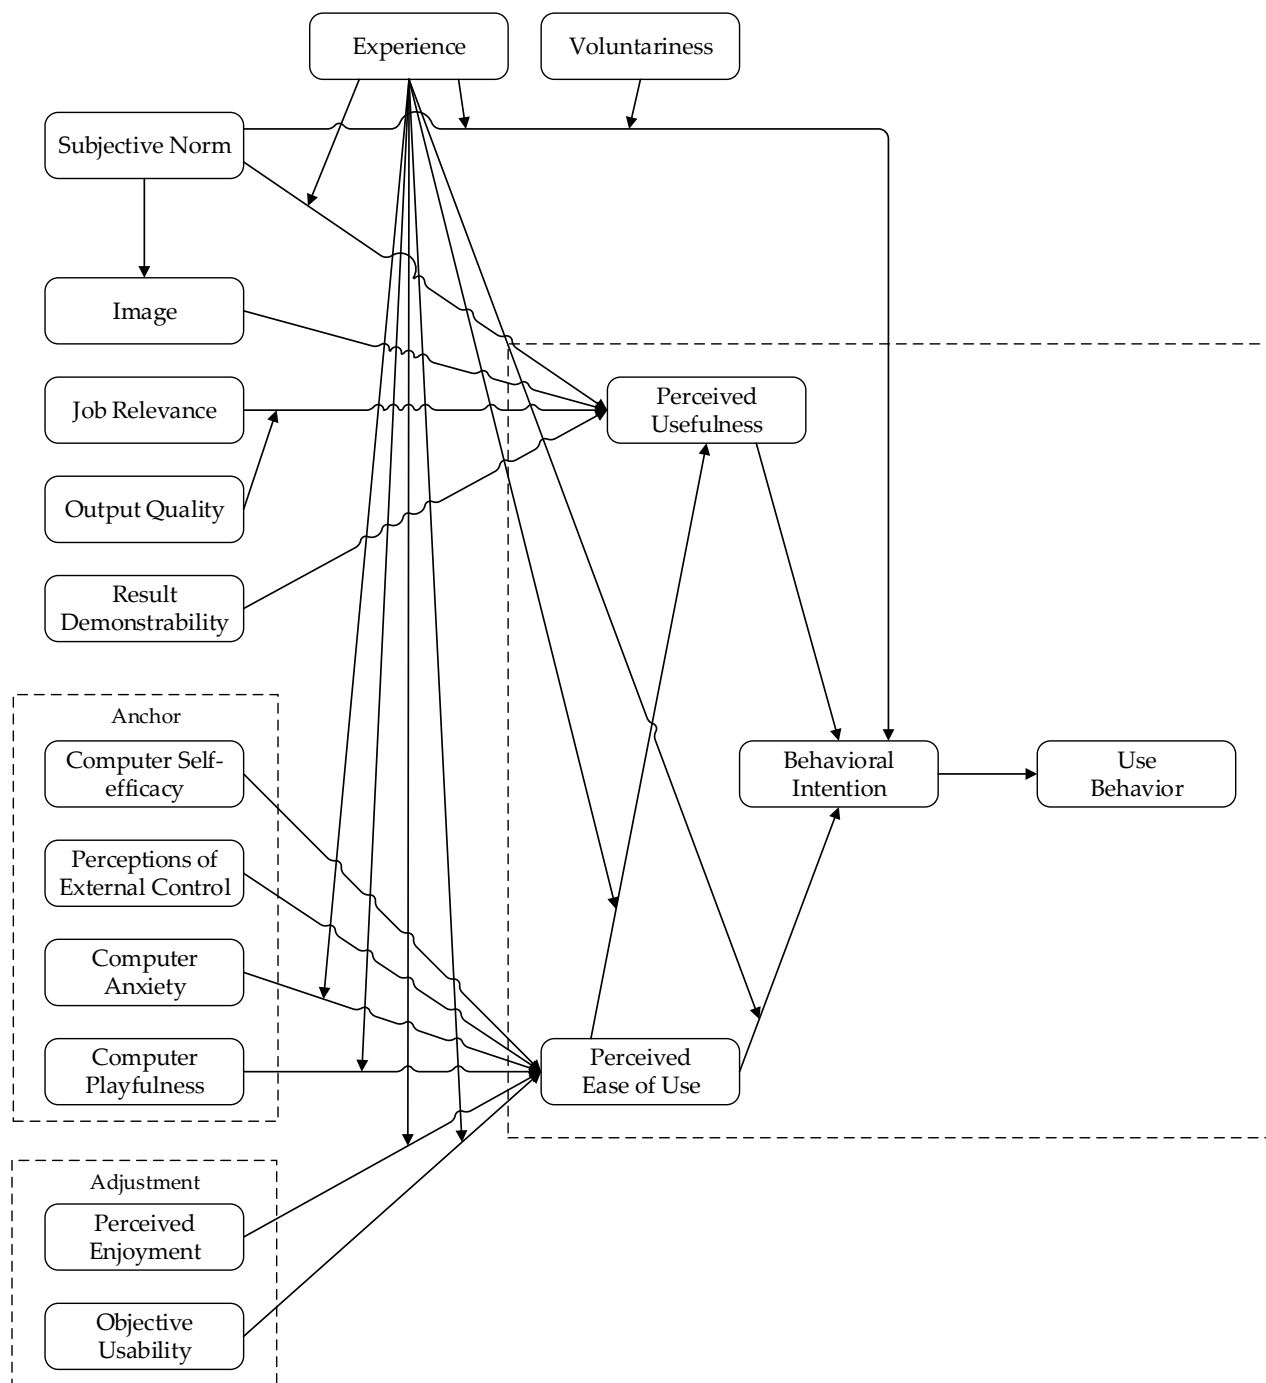 Experience
Voluntariness
Subjective Norm
Image
Job Relevance
Perceived
Usefulness
Output Quality
Result
Demonstrability
Anchor
Computer Self-
efficacy
Behavioral
Intention
Use
Behavior
Perceptions of
External Control
Computer
Anxiety
Computer
Playfulness
Perceived
Ease of Use
Adjustment
Perceived
Enjoyment
Objective
Usability